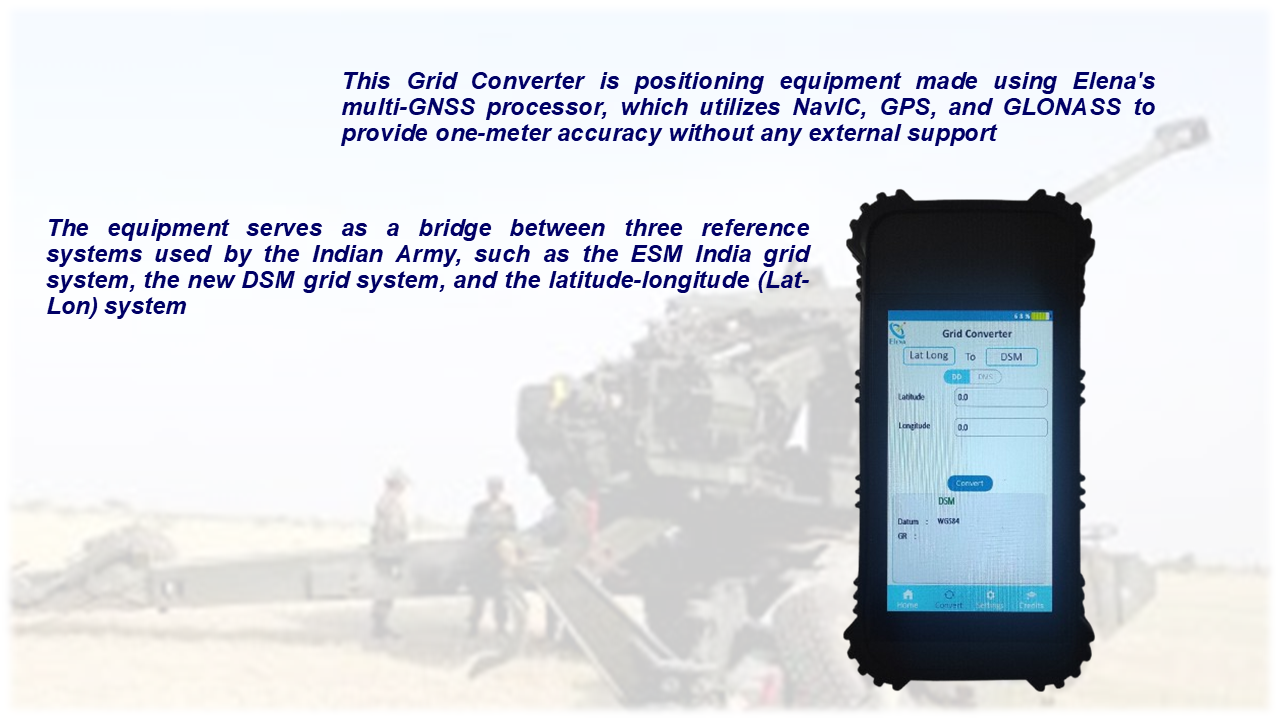 This Grid Converter is positioning equipment made using Elena's
multi-GNSS processor, which utilizes NavIC, GPS, and GLONASS to
provide one-meter accuracy without any external support
The equipment serves as a bridge between three reference
systems used by the Indian Army, such as the ESM India grid
system, the new DSM grid system, and the latitude-longitude (Lat-
Lon) system
68%
Elena
Grid Converter
Lat Long To DSM
DD DMS
Latitude 0.0
Longitude 0.0
Convert
DSM
Datum : WGS84
GR :
Home Convert Settings Credits